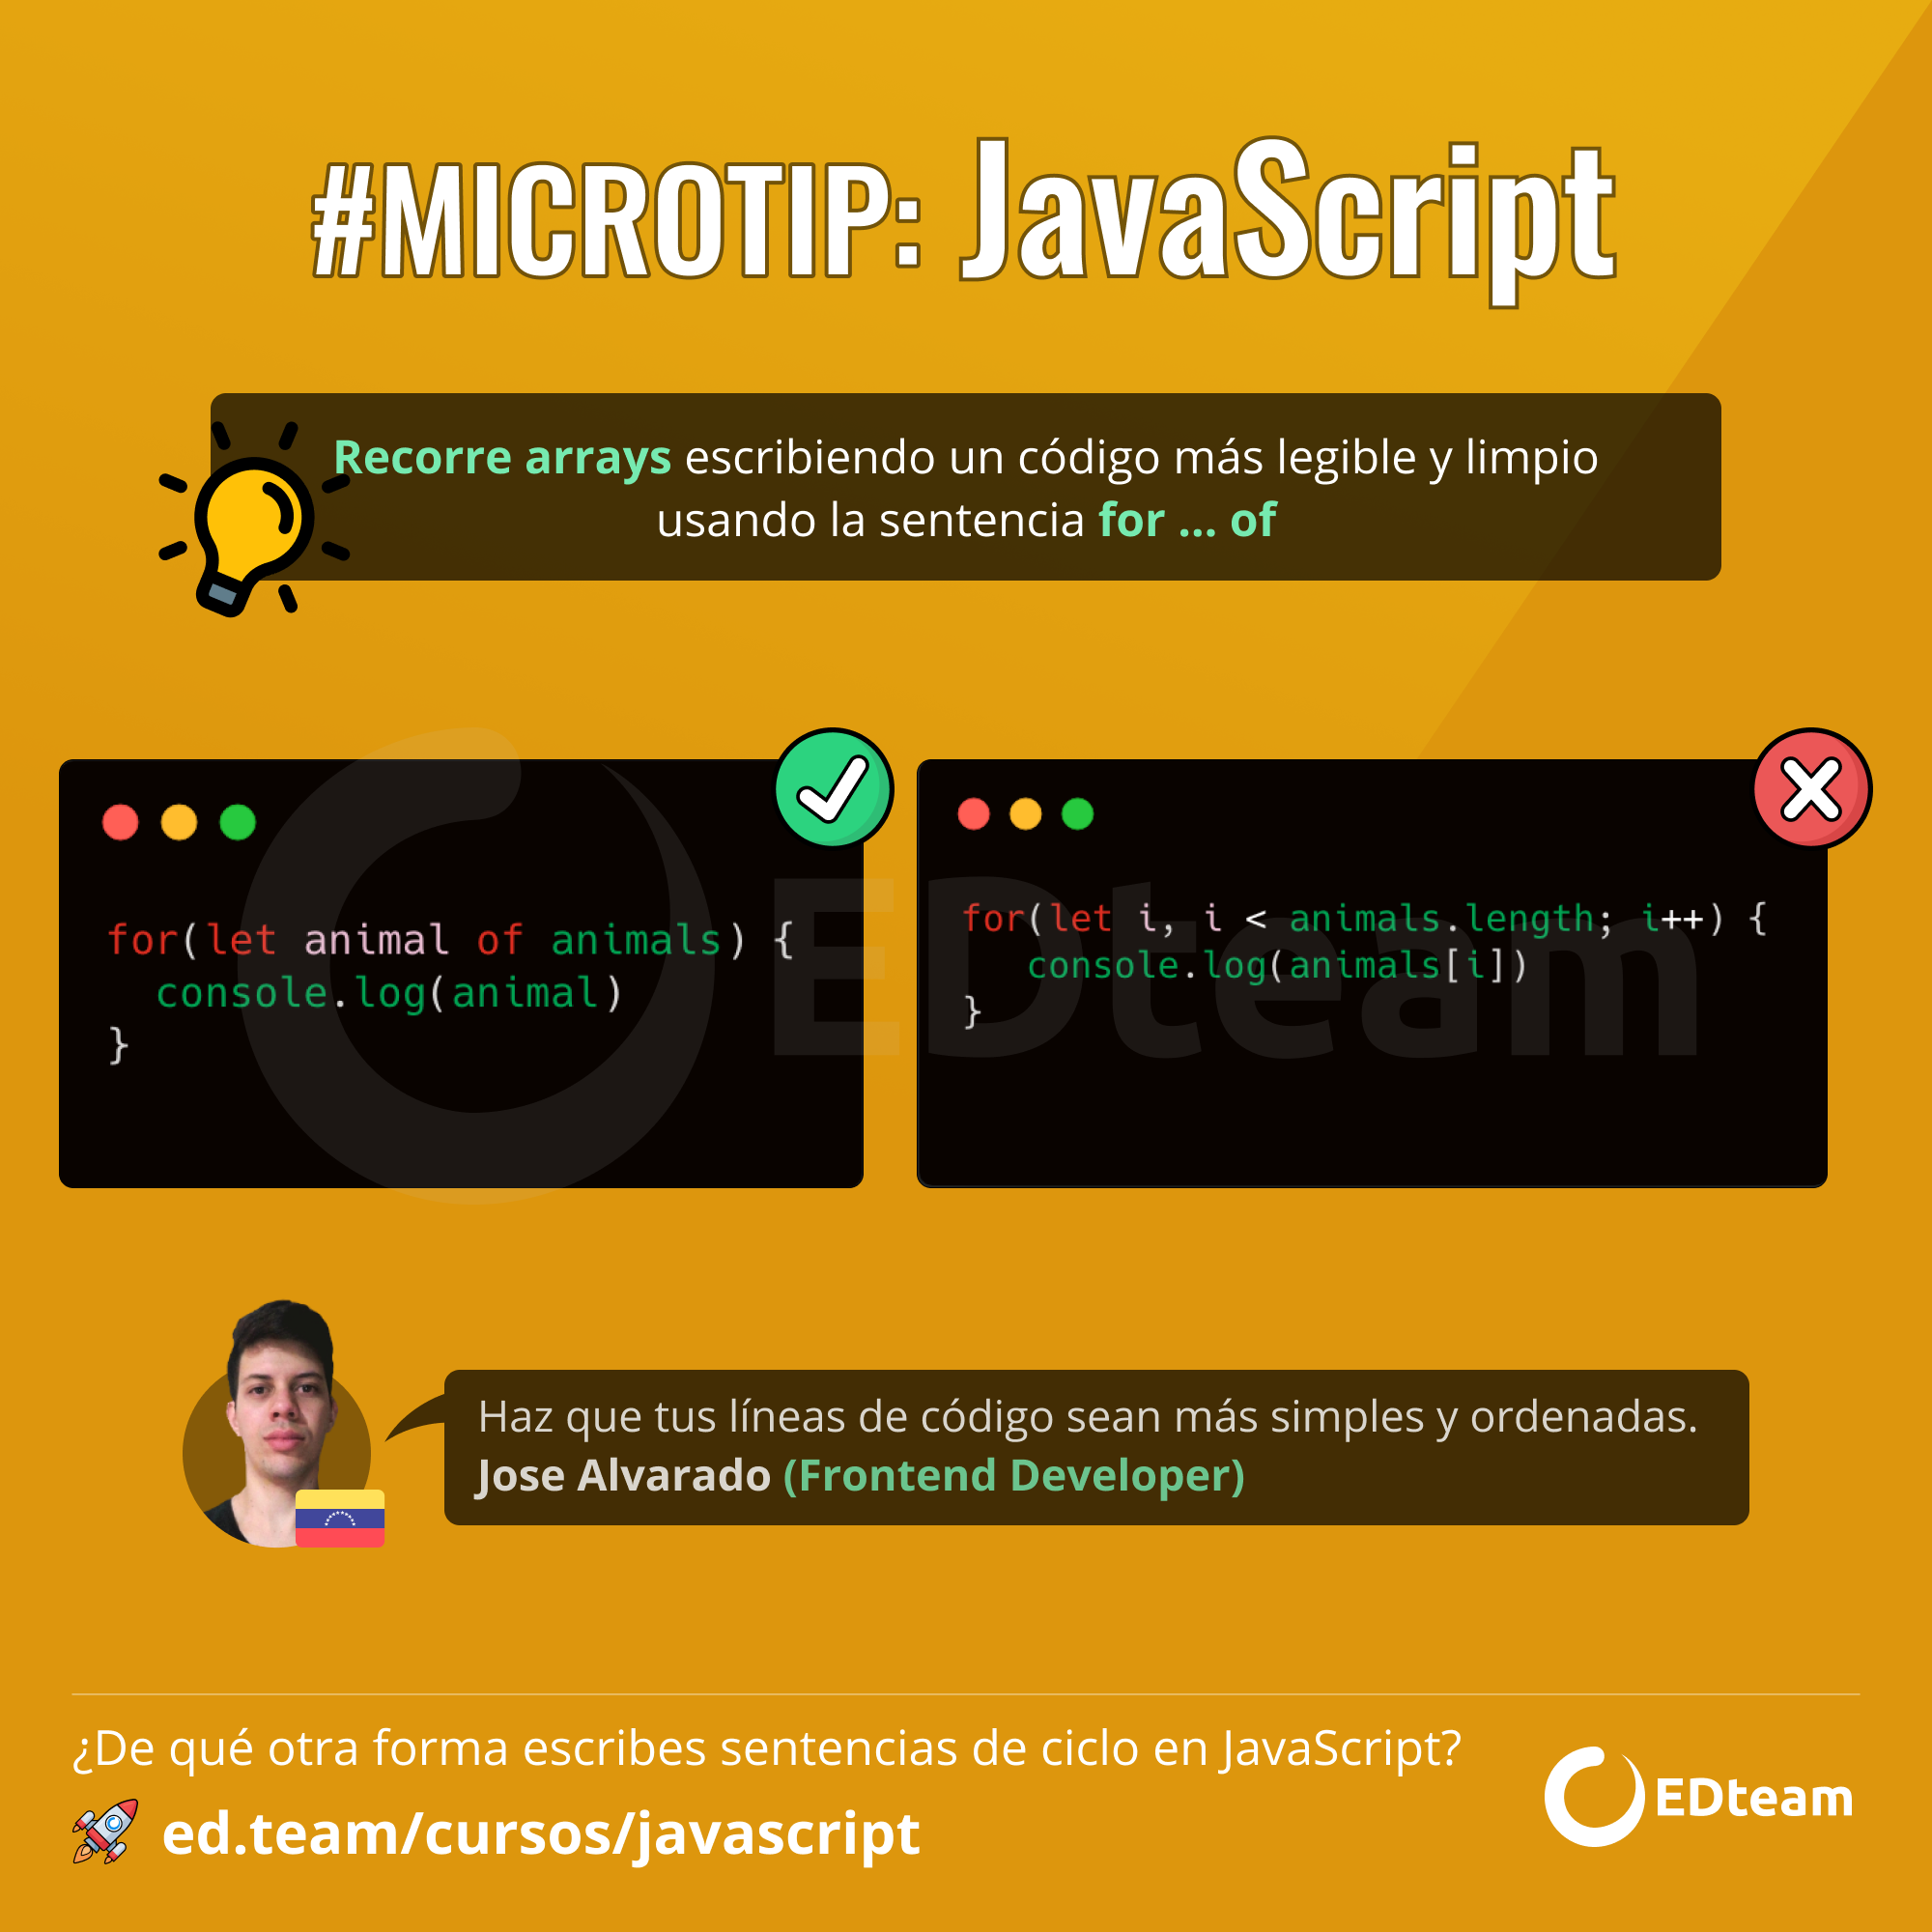 #MICROTIP: JavaScript
Recorre arrays escribiendo un código más legible y limpio
usando la sentencia for ... of
for(let animal of animals) {
console.log(animal)
}
for(let i, i < animals.length; i++) {
console.log(animals[i])
}
EDteam
Haz que tus líneas de código sean más simples y ordenadas.
Jose Alvarado (Frontend Developer)
¿De qué otra forma escribes sentencias de ciclo en JavaScript?
ed.team/cursos/javascript
EDteam